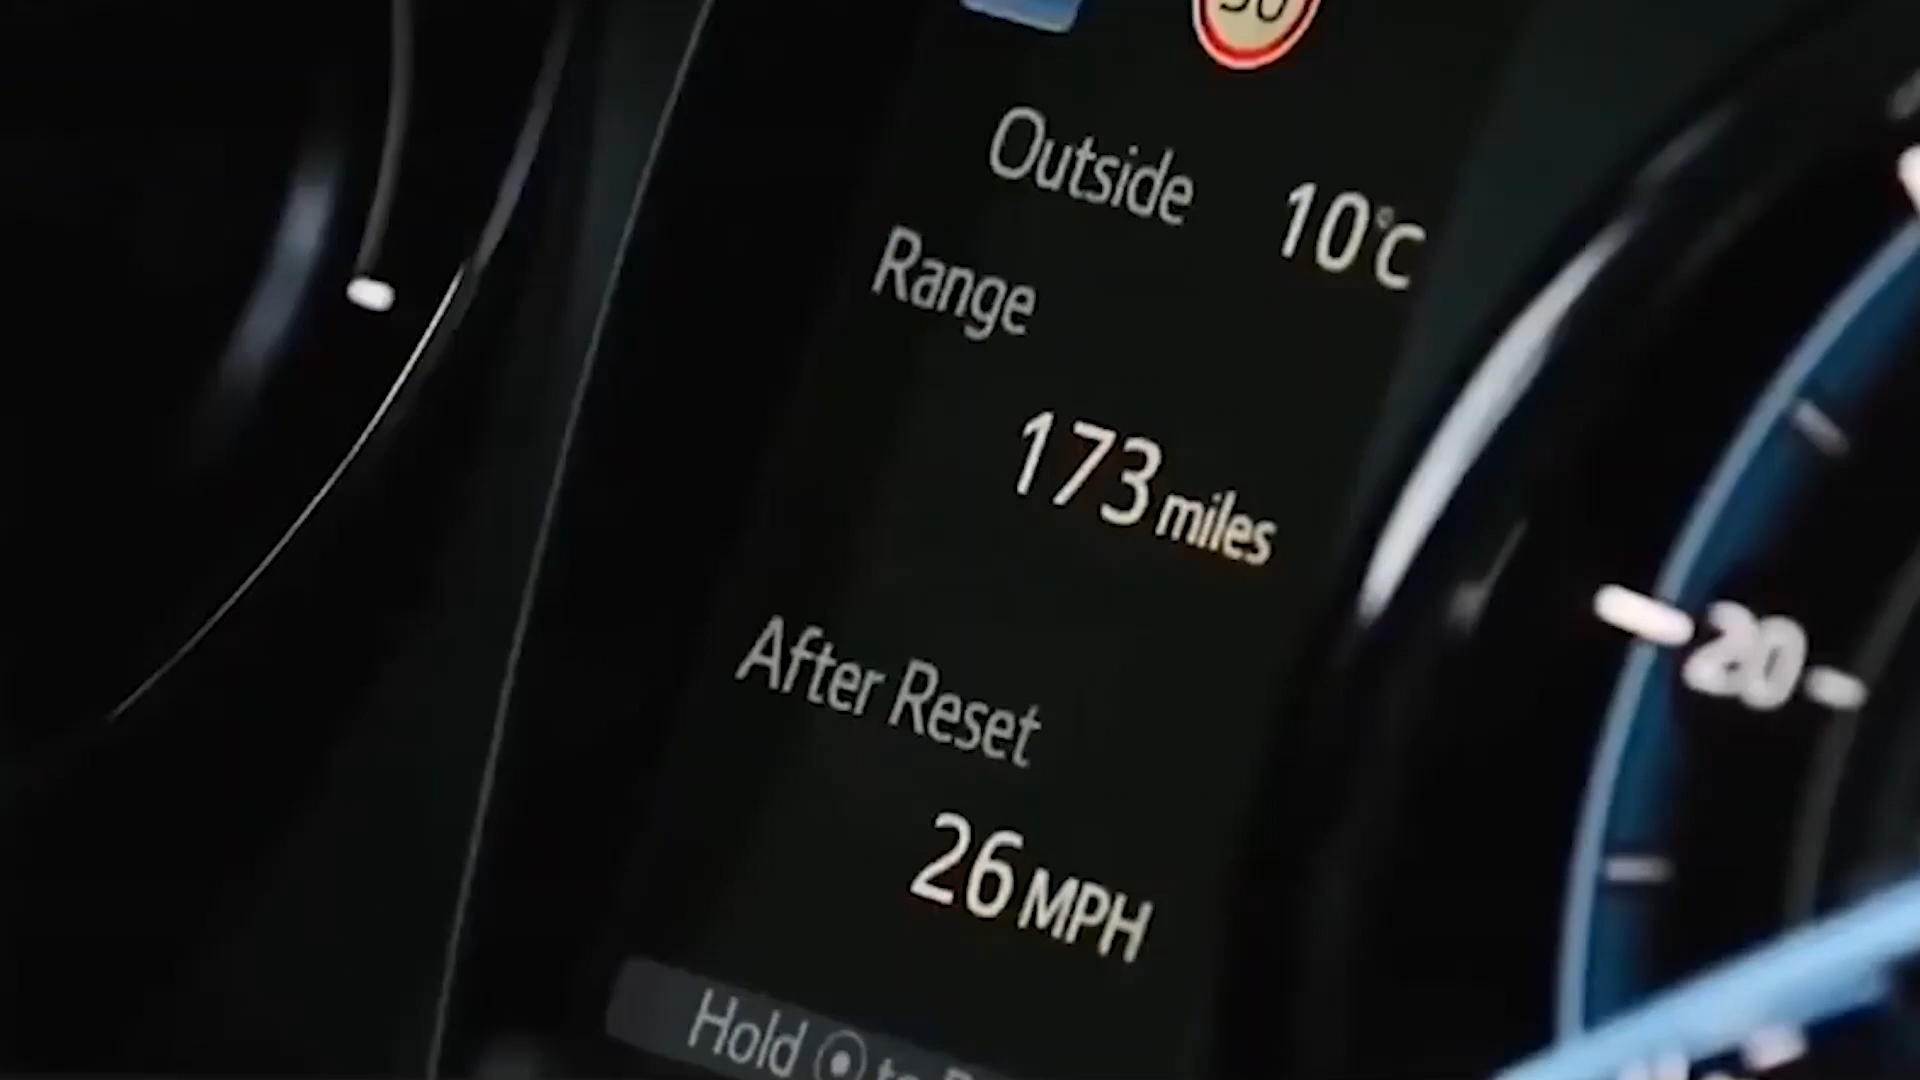 Outside 10°C
Range
173 miles
After Reset
26 MPH
Hold
20